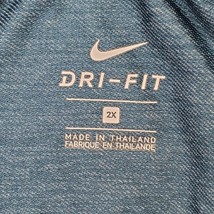 DRI-FIT
2X
MADE IN THAILAND
FABRIQUÉ EN THAÏLANDE